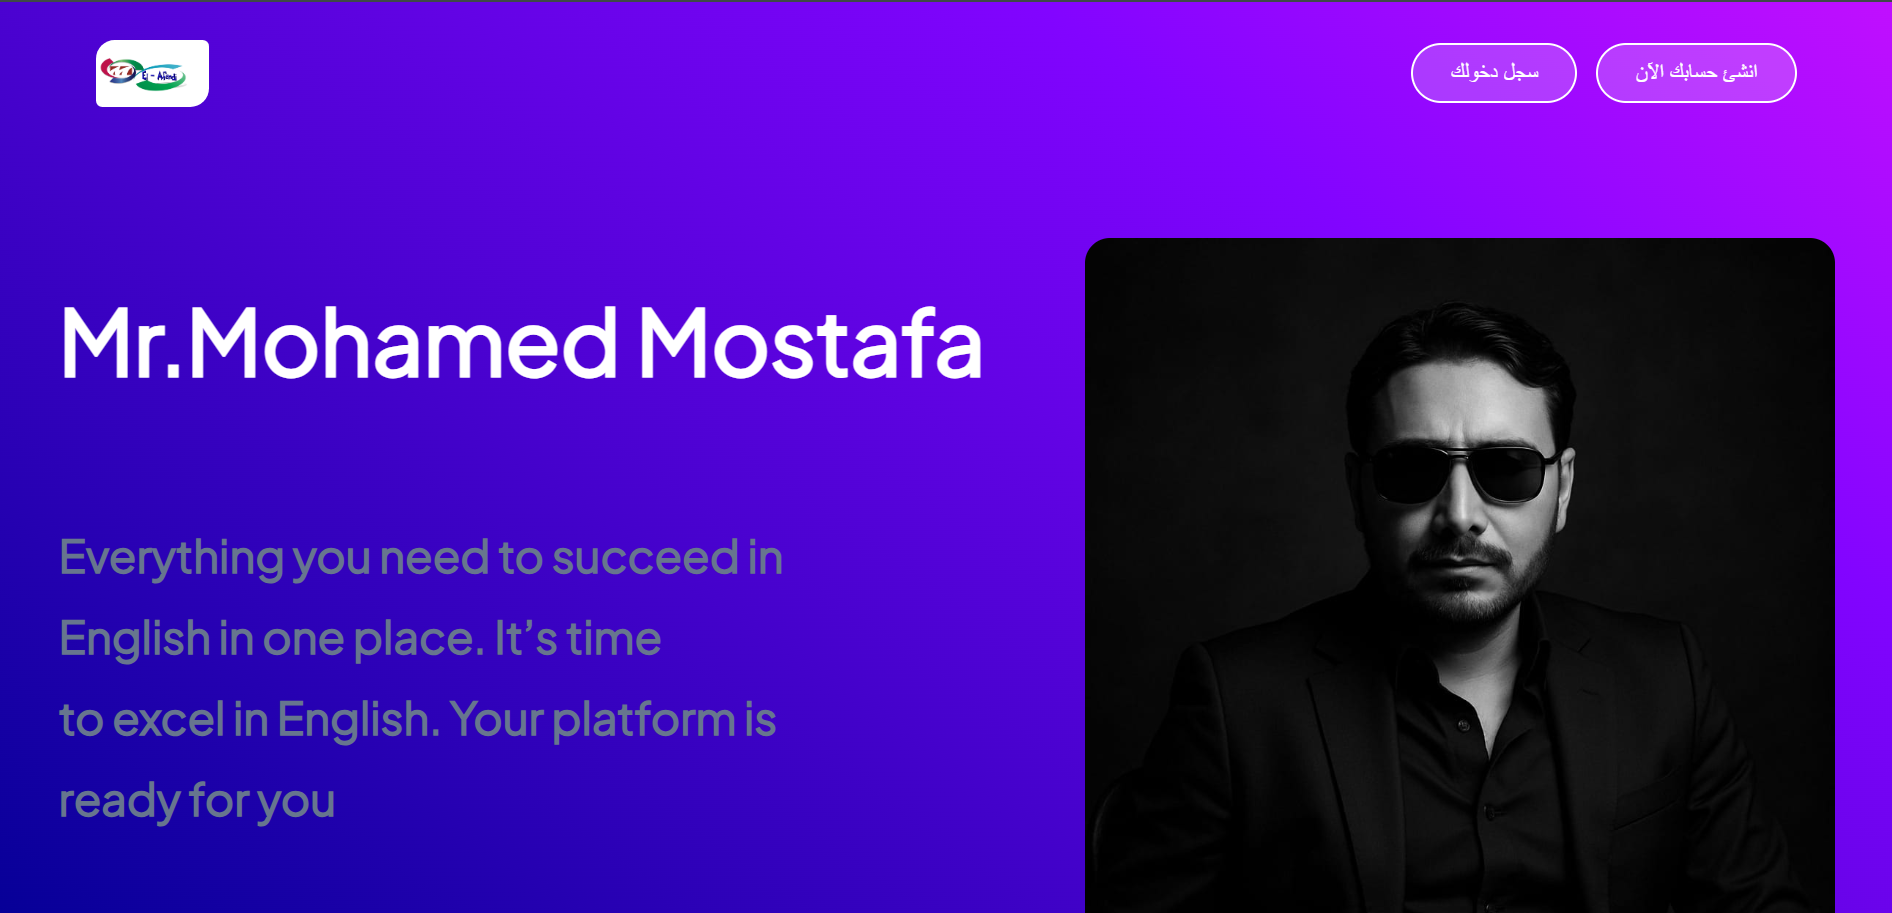 El - Afandi
سجل دخولك
انشئ حسابك الآن
Mr.Mohamed Mostafa
Everything you need to succeed in
English in one place. It’s time
to excel in English. Your platform is
ready for you